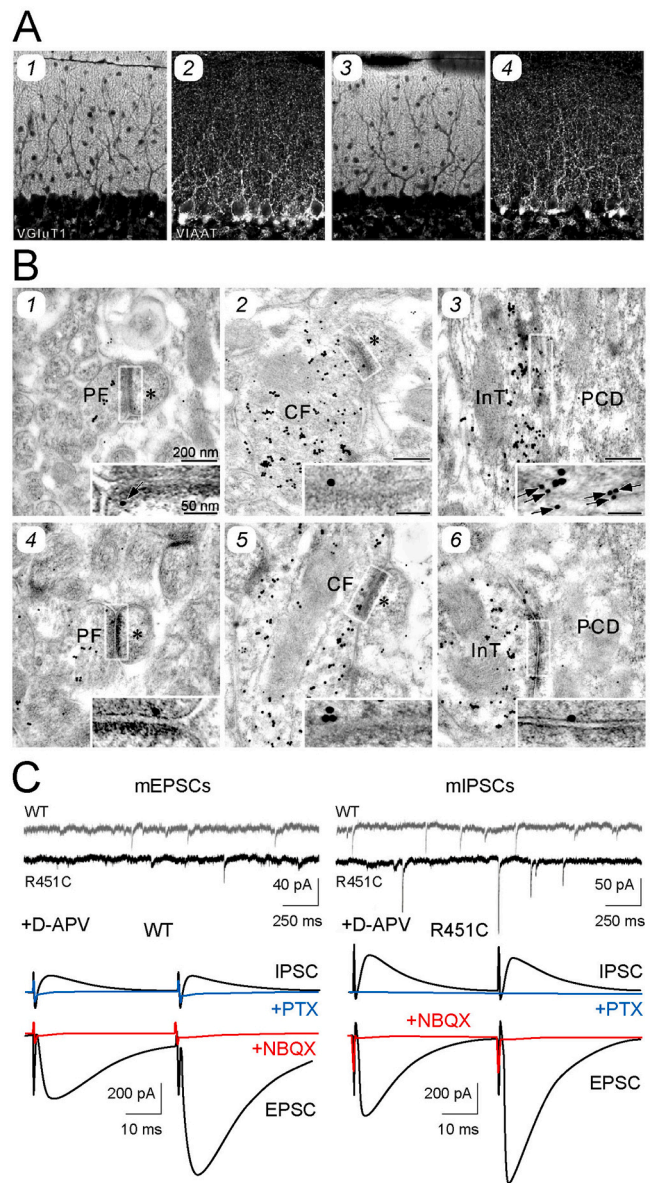 A
1 2 3 4
VGluT1 VIAAT
B
1 2 3
PF * CF * InT PCD
200 nm
50 nm
4 5 6
PF * CF * InT PCD
C
mEPSCs mIPSCs
WT WT
R451C R451C
40 pA 50 pA
250 ms 250 ms
+D-APV WT +D-APV R451C
IPSC IPSC
+PTX +PTX
+NBQX +NBQX
200 pA EPSC 200 pA EPSC
10 ms 10 ms